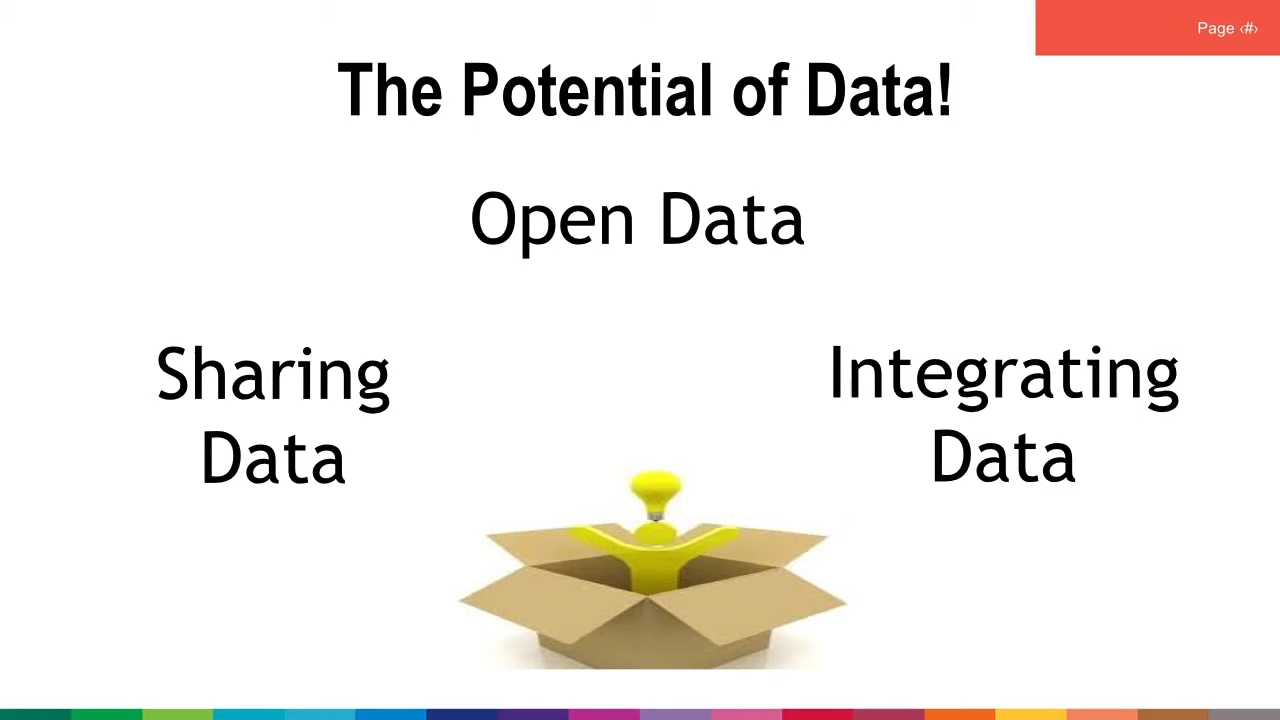 Page ‹#›
The Potential of Data!
Open Data
Sharing
Data
Integrating
Data